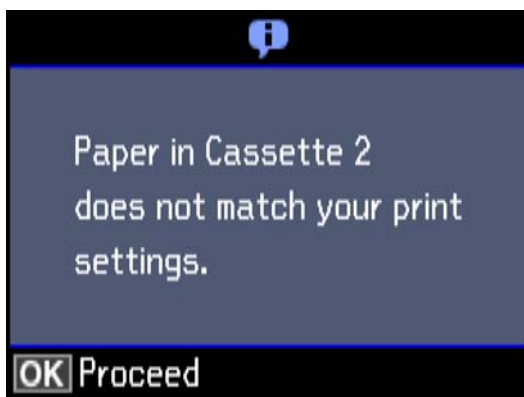 Paper in Cassette 2
does not match your print
settings.
OK Proceed